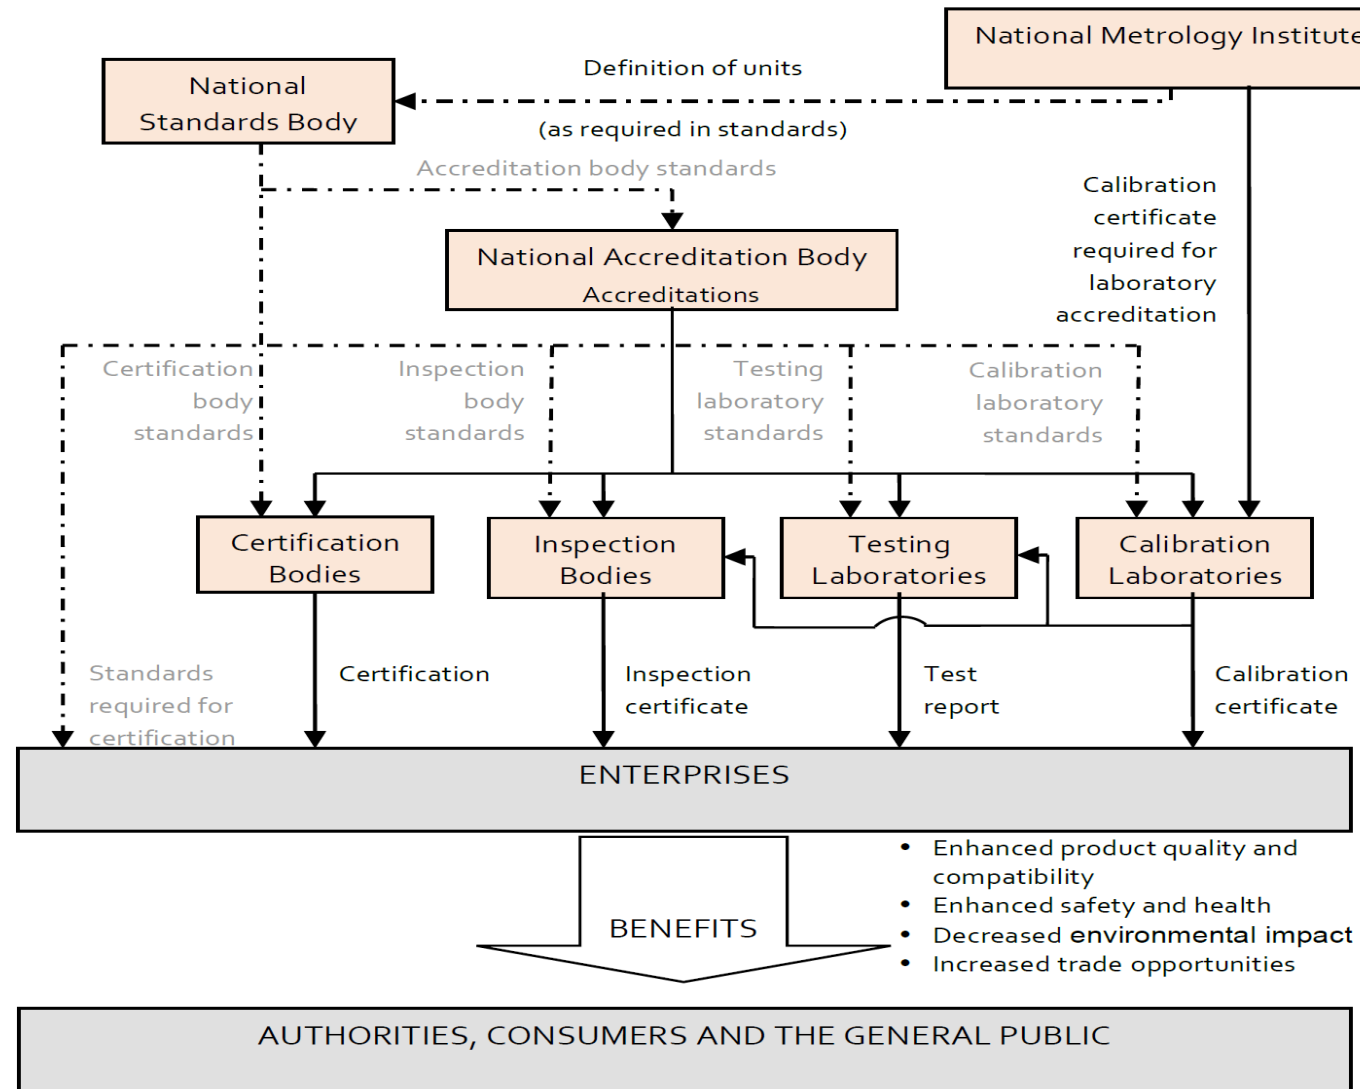 National Metrology Institute
Definition of units
National
Standards Body
(as required in standards)
Accreditation body standards
Calibration
certificate
required for
laboratory
accreditation
National Accreditation Body
Accreditations
Certification
body
standards
Inspection
body
standards
Testing
laboratory
standards
Calibration
laboratory
standards
Certification
Bodies
Inspection
Bodies
Testing
Laboratories
Calibration
Laboratories
Standards
required for
certification
Certification
Inspection
certificate
Test
report
Calibration
certificate
ENTERPRISES
BENEFITS
• Enhanced product quality and
compatibility
• Enhanced safety and health
• Decreased environmental impact
• Increased trade opportunities
AUTHORITIES, CONSUMERS AND THE GENERAL PUBLIC